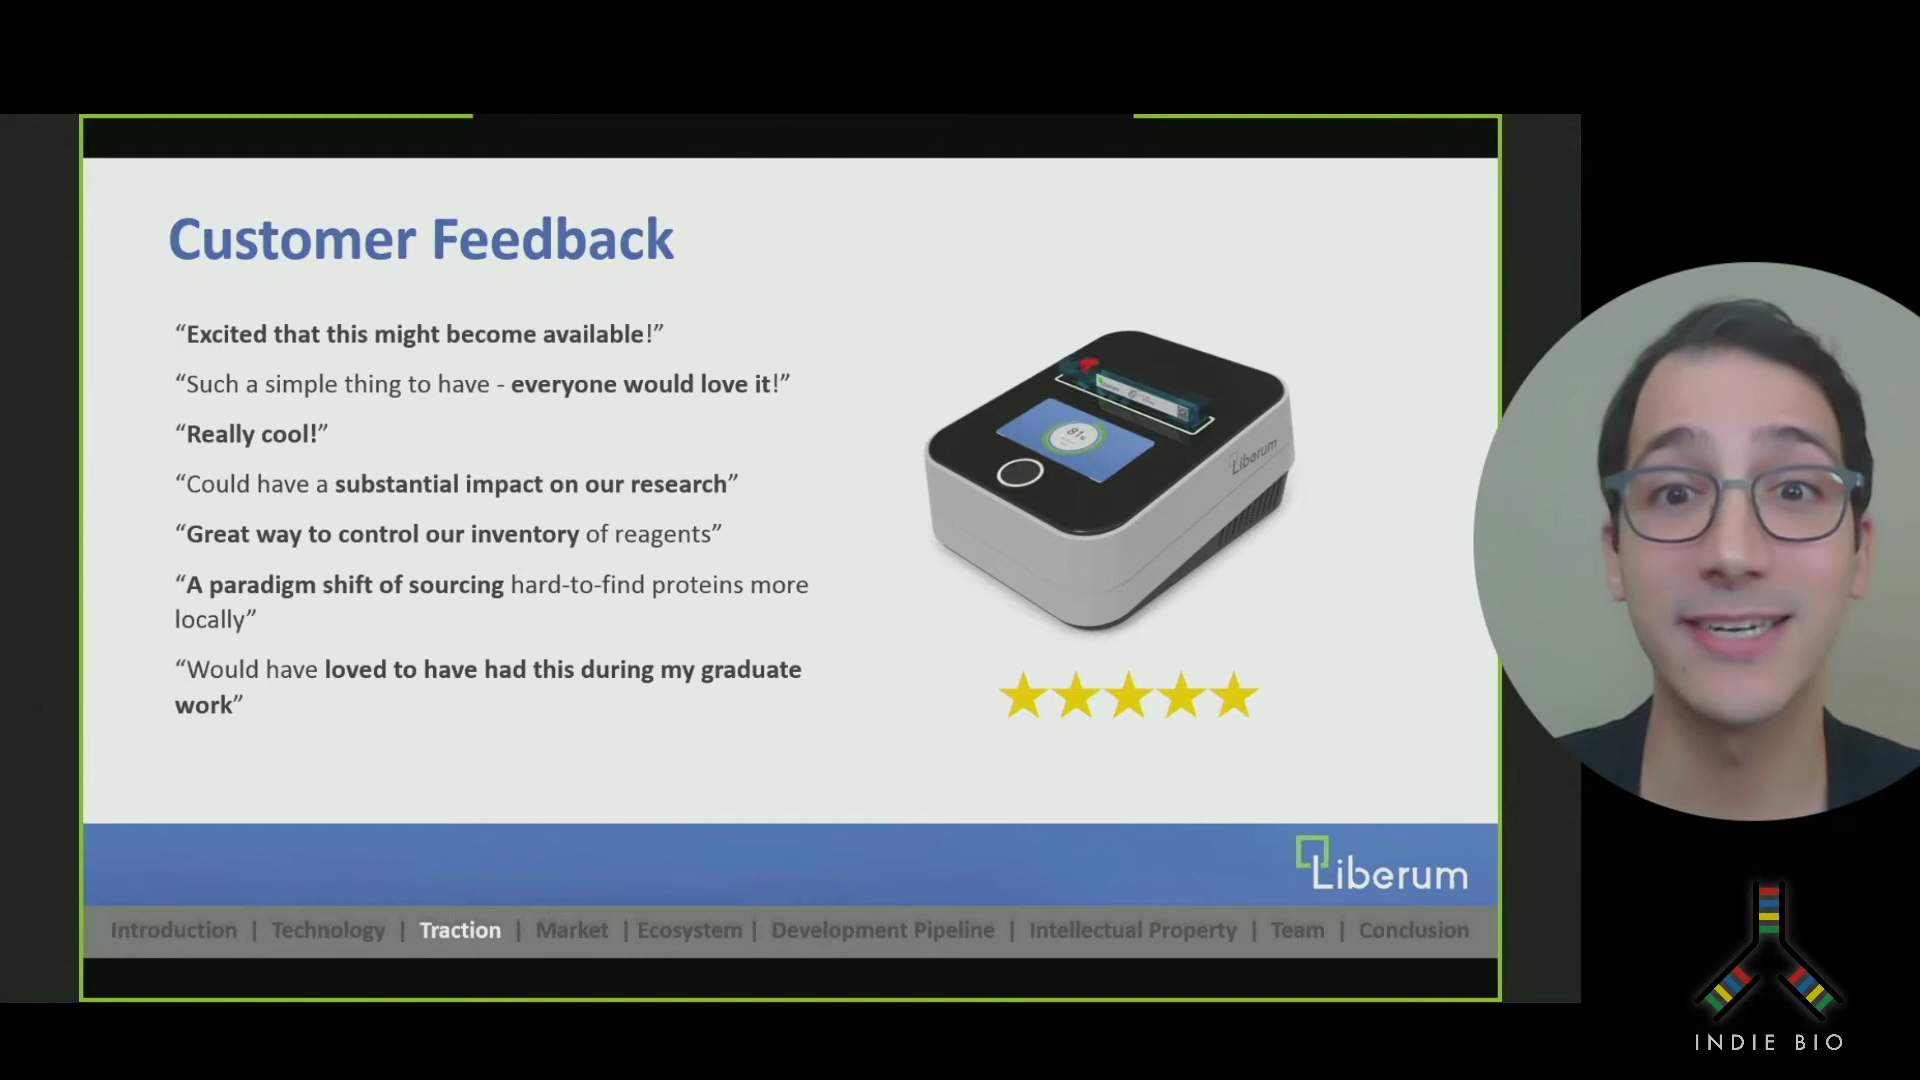 Customer Feedback
“Excited that this might become available!”
“Such a simple thing to have - everyone would love it!”
“Really cool!”
“Could have a substantial impact on our research”
“Great way to control our inventory of reagents”
“A paradigm shift of sourcing hard-to-find proteins more
locally”
“Would have loved to have had this during my graduate
work”
81%
Liberum
Liberum
Introduction | Technology | Traction | Market | Ecosystem | Development Pipeline | Intellectual Property | Team | Conclusion
INDIE BIO